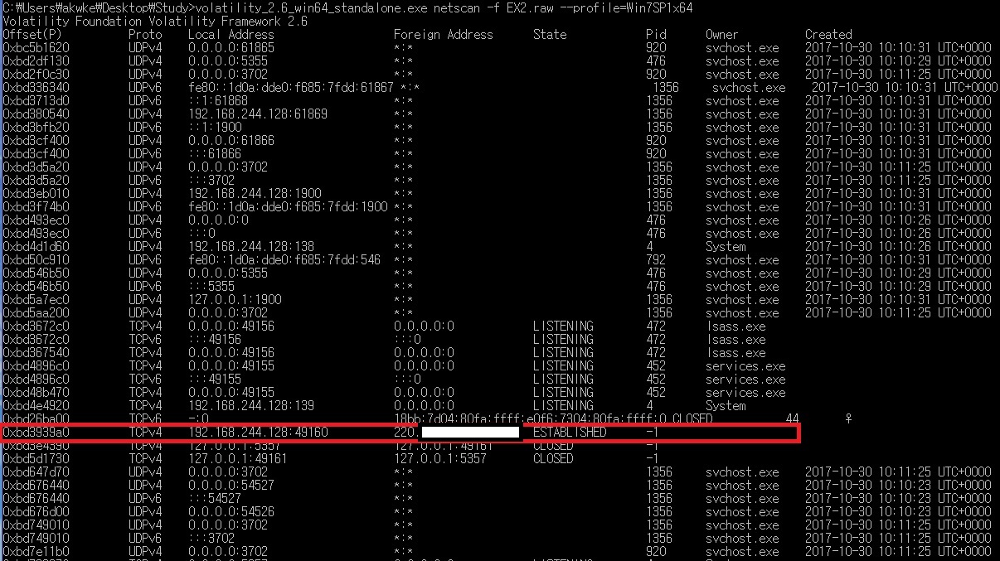 C:₩Users₩akwke₩Desktop₩Study>volatility_2.6_win64_standalone.exe netscan -f EX2.raw --profile=Win7SP1x64
Volatility Foundation Volatility Framework 2.6
Offset(P) Proto Local Address Foreign Address State Pid Owner Created
0xbc5b1620 UDPv4 0.0.0.0:61865 *:* 920 svchost.exe 2017-10-30 10:10:31 UTC+0000
0xbd2df130 UDPv4 0.0.0.0:5355 *:* 476 svchost.exe 2017-10-30 10:10:29 UTC+0000
0xbd2f0c30 UDPv4 0.0.0.0:3702 *:* 920 svchost.exe 2017-10-30 10:11:25 UTC+0000
0xbd336340 UDPv6 fe80::1d0a:dde0:f685:7fdd:61867 *:* 1356 svchost.exe 2017-10-30 10:10:31 UTC+0000
0xbd3713d0 UDPv6 ::1:61868 *:* 1356 svchost.exe 2017-10-30 10:10:31 UTC+0000
0xbd380540 UDPv4 192.168.244.128:61869 *:* 1356 svchost.exe 2017-10-30 10:10:31 UTC+0000
0xbd3bfb20 UDPv6 ::1:1900 *:* 1356 svchost.exe 2017-10-30 10:10:31 UTC+0000
0xbd3cf400 UDPv4 0.0.0.0:61866 *:* 920 svchost.exe 2017-10-30 10:10:31 UTC+0000
0xbd3cf400 UDPv6 :::61866 *:* 920 svchost.exe 2017-10-30 10:10:31 UTC+0000
0xbd3d5a20 UDPv4 0.0.0.0:3702 *:* 1356 svchost.exe 2017-10-30 10:11:25 UTC+0000
0xbd3d5a20 UDPv6 :::3702 *:* 1356 svchost.exe 2017-10-30 10:11:25 UTC+0000
0xbd3eb010 UDPv4 192.168.244.128:1900 *:* 1356 svchost.exe 2017-10-30 10:10:31 UTC+0000
0xbd3f74b0 UDPv6 fe80::1d0a:dde0:f685:7fdd:1900 *:* 1356 svchost.exe 2017-10-30 10:10:31 UTC+0000
0xbd493ec0 UDPv4 0.0.0.0:0 *:* 476 svchost.exe 2017-10-30 10:10:26 UTC+0000
0xbd493ec0 UDPv6 :::0 *:* 476 svchost.exe 2017-10-30 10:10:26 UTC+0000
0xbd4d1d60 UDPv4 192.168.244.128:138 *:* 4 System 2017-10-30 10:10:26 UTC+0000
0xbd50c910 UDPv6 fe80::1d0a:dde0:f685:7fdd:546 *:* 792 svchost.exe 2017-10-30 10:10:31 UTC+0000
0xbd546b50 UDPv4 0.0.0.0:5355 *:* 476 svchost.exe 2017-10-30 10:10:29 UTC+0000
0xbd546b50 UDPv6 :::5355 *:* 476 svchost.exe 2017-10-30 10:10:29 UTC+0000
0xbd5a7ec0 UDPv4 127.0.0.1:1900 *:* 1356 svchost.exe 2017-10-30 10:10:31 UTC+0000
0xbd5aa200 UDPv4 0.0.0.0:3702 *:* 1356 svchost.exe 2017-10-30 10:11:25 UTC+0000
0xbd3672c0 TCPv4 0.0.0.0:49156 0.0.0.0:0 LISTENING 472 lsass.exe
0xbd3672c0 TCPv6 :::49156 :::0 LISTENING 472 lsass.exe
0xbd367540 TCPv4 0.0.0.0:49156 0.0.0.0:0 LISTENING 472 lsass.exe
0xbd4896c0 TCPv4 0.0.0.0:49155 0.0.0.0:0 LISTENING 452 services.exe
0xbd4896c0 TCPv6 :::49155 :::0 LISTENING 452 services.exe
0xbd48b470 TCPv4 0.0.0.0:49155 0.0.0.0:0 LISTENING 452 services.exe
0xbd4e4920 TCPv4 192.168.244.128:139 0.0.0.0:0 LISTENING 4 System
0xbd26ba00 TCPv6 -:0 18bb:7d04:80fa:ffff:e0f6:7304:80fa:ffff:0 CLOSED 44 ♀
0xbd3939a0 TCPv4 192.168.244.128:49160 220. ESTABLISHED -1
0xbd3e4390 TCPv4 127.0.0.1:5357 127.0.0.1:49161 CLOSED -1
0xbd5d1730 TCPv4 127.0.0.1:49161 127.0.0.1:5357 CLOSED -1
0xbd647d70 UDPv4 0.0.0.0:3702 *:* 1356 svchost.exe 2017-10-30 10:11:25 UTC+0000
0xbd676440 UDPv4 0.0.0.0:54527 *:* 1356 svchost.exe 2017-10-30 10:10:23 UTC+0000
0xbd676440 UDPv6 :::54527 *:* 1356 svchost.exe 2017-10-30 10:10:23 UTC+0000
0xbd676d00 UDPv4 0.0.0.0:54526 *:* 1356 svchost.exe 2017-10-30 10:10:23 UTC+0000
0xbd749010 UDPv4 0.0.0.0:3702 *:* 1356 svchost.exe 2017-10-30 10:11:25 UTC+0000
0xbd749010 UDPv6 :::3702 *:* 1356 svchost.exe 2017-10-30 10:11:25 UTC+0000
0xbd7e11b0 UDPv4 0.0.0.0:3702 *:* 920 svchost.exe 2017-10-30 10:11:25 UTC+0000